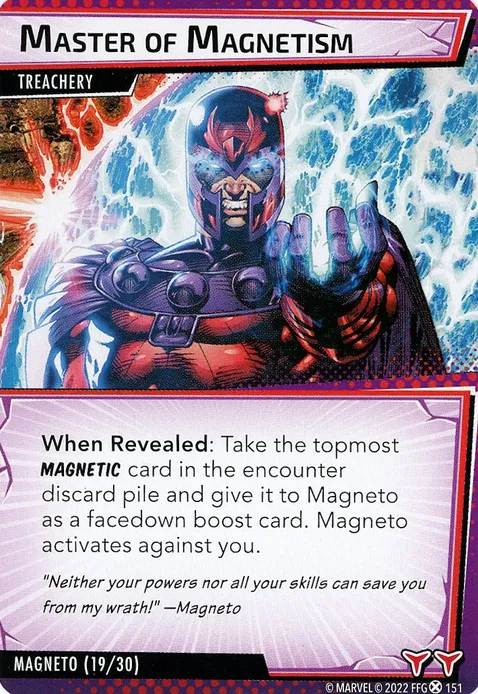 MASTER OF MAGNETISM
TREACHERY
When Revealed: Take the topmost
MAGNETIC card in the encounter
discard pile and give it to Magneto
as a facedown boost card. Magneto
activates against you.
"Neither your powers nor all your skills can save you
from my wrath!" —Magneto
MAGNETO (19/30)
© MARVEL © 2022 FFG 151